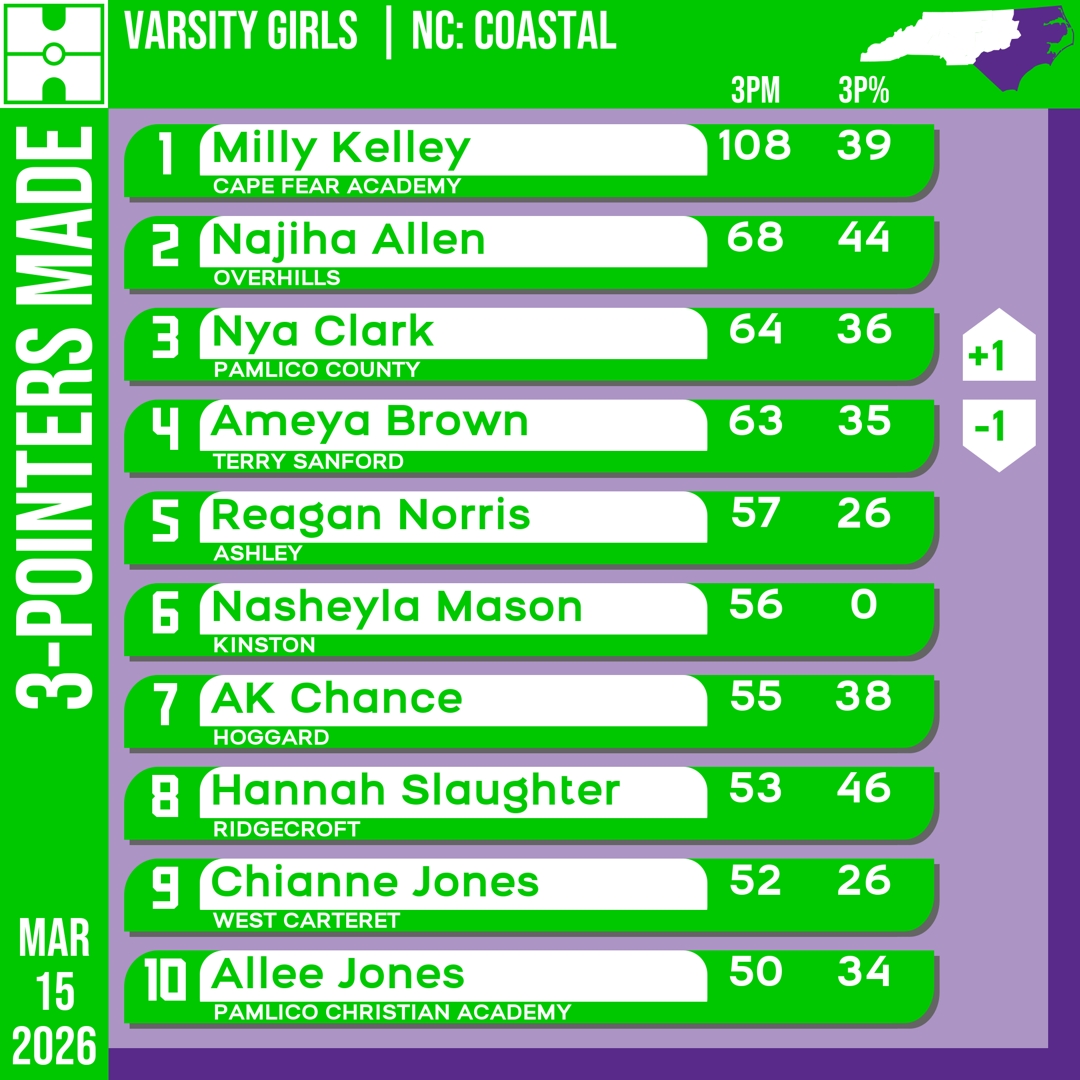 VARSITY GIRLS | NC: COASTAL
3PM 3P%
3-POINTERS MADE
1 Milly Kelley 108 39
CAPE FEAR ACADEMY
2 Najiha Allen 68 44
OVERHILLS
3 Nya Clark 64 36 +1
PAMLICO COUNTY
4 Ameya Brown 63 35 -1
TERRY SANFORD
5 Reagan Norris 57 26
ASHLEY
6 Nasheyla Mason 56 0
KINSTON
7 AK Chance 55 38
HOGGARD
8 Hannah Slaughter 53 46
RIDGECROFT
9 Chianne Jones 52 26
WEST CARTERET
10 Allee Jones 50 34
PAMLICO CHRISTIAN ACADEMY
MAR
15
2026